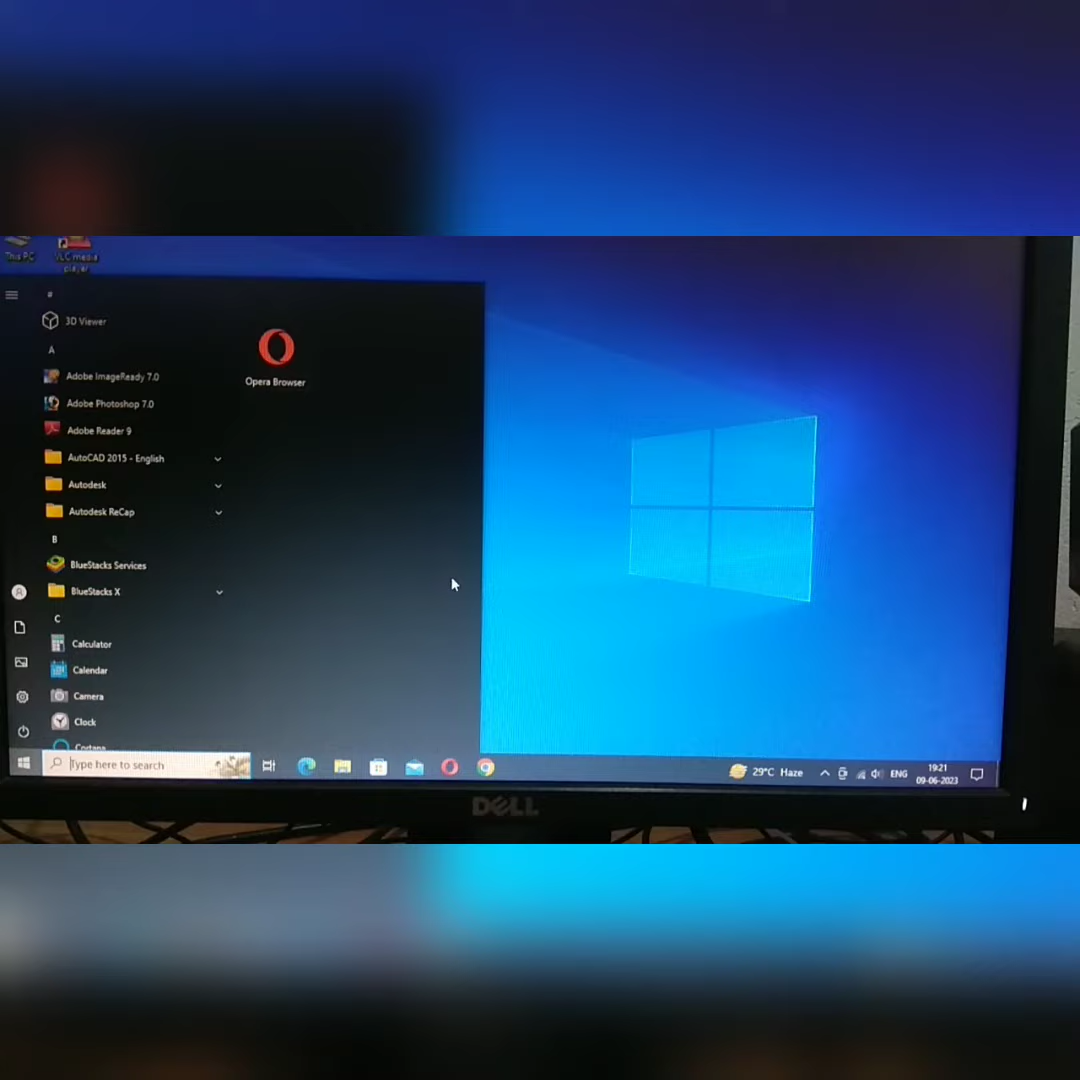 This PC
VLC media
player
#
3D Viewer
A
Adobe ImageReady 7.0
Adobe Photoshop 7.0
Adobe Reader 9
AutoCAD 2015 - English
Autodesk
Autodesk ReCap
B
BlueStacks Services
BlueStacks X
C
Calculator
Calendar
Camera
Clock
Cortana
Opera Browser
Type here to search
29°C Haze
ENG
19:21
09-06-2023
DELL